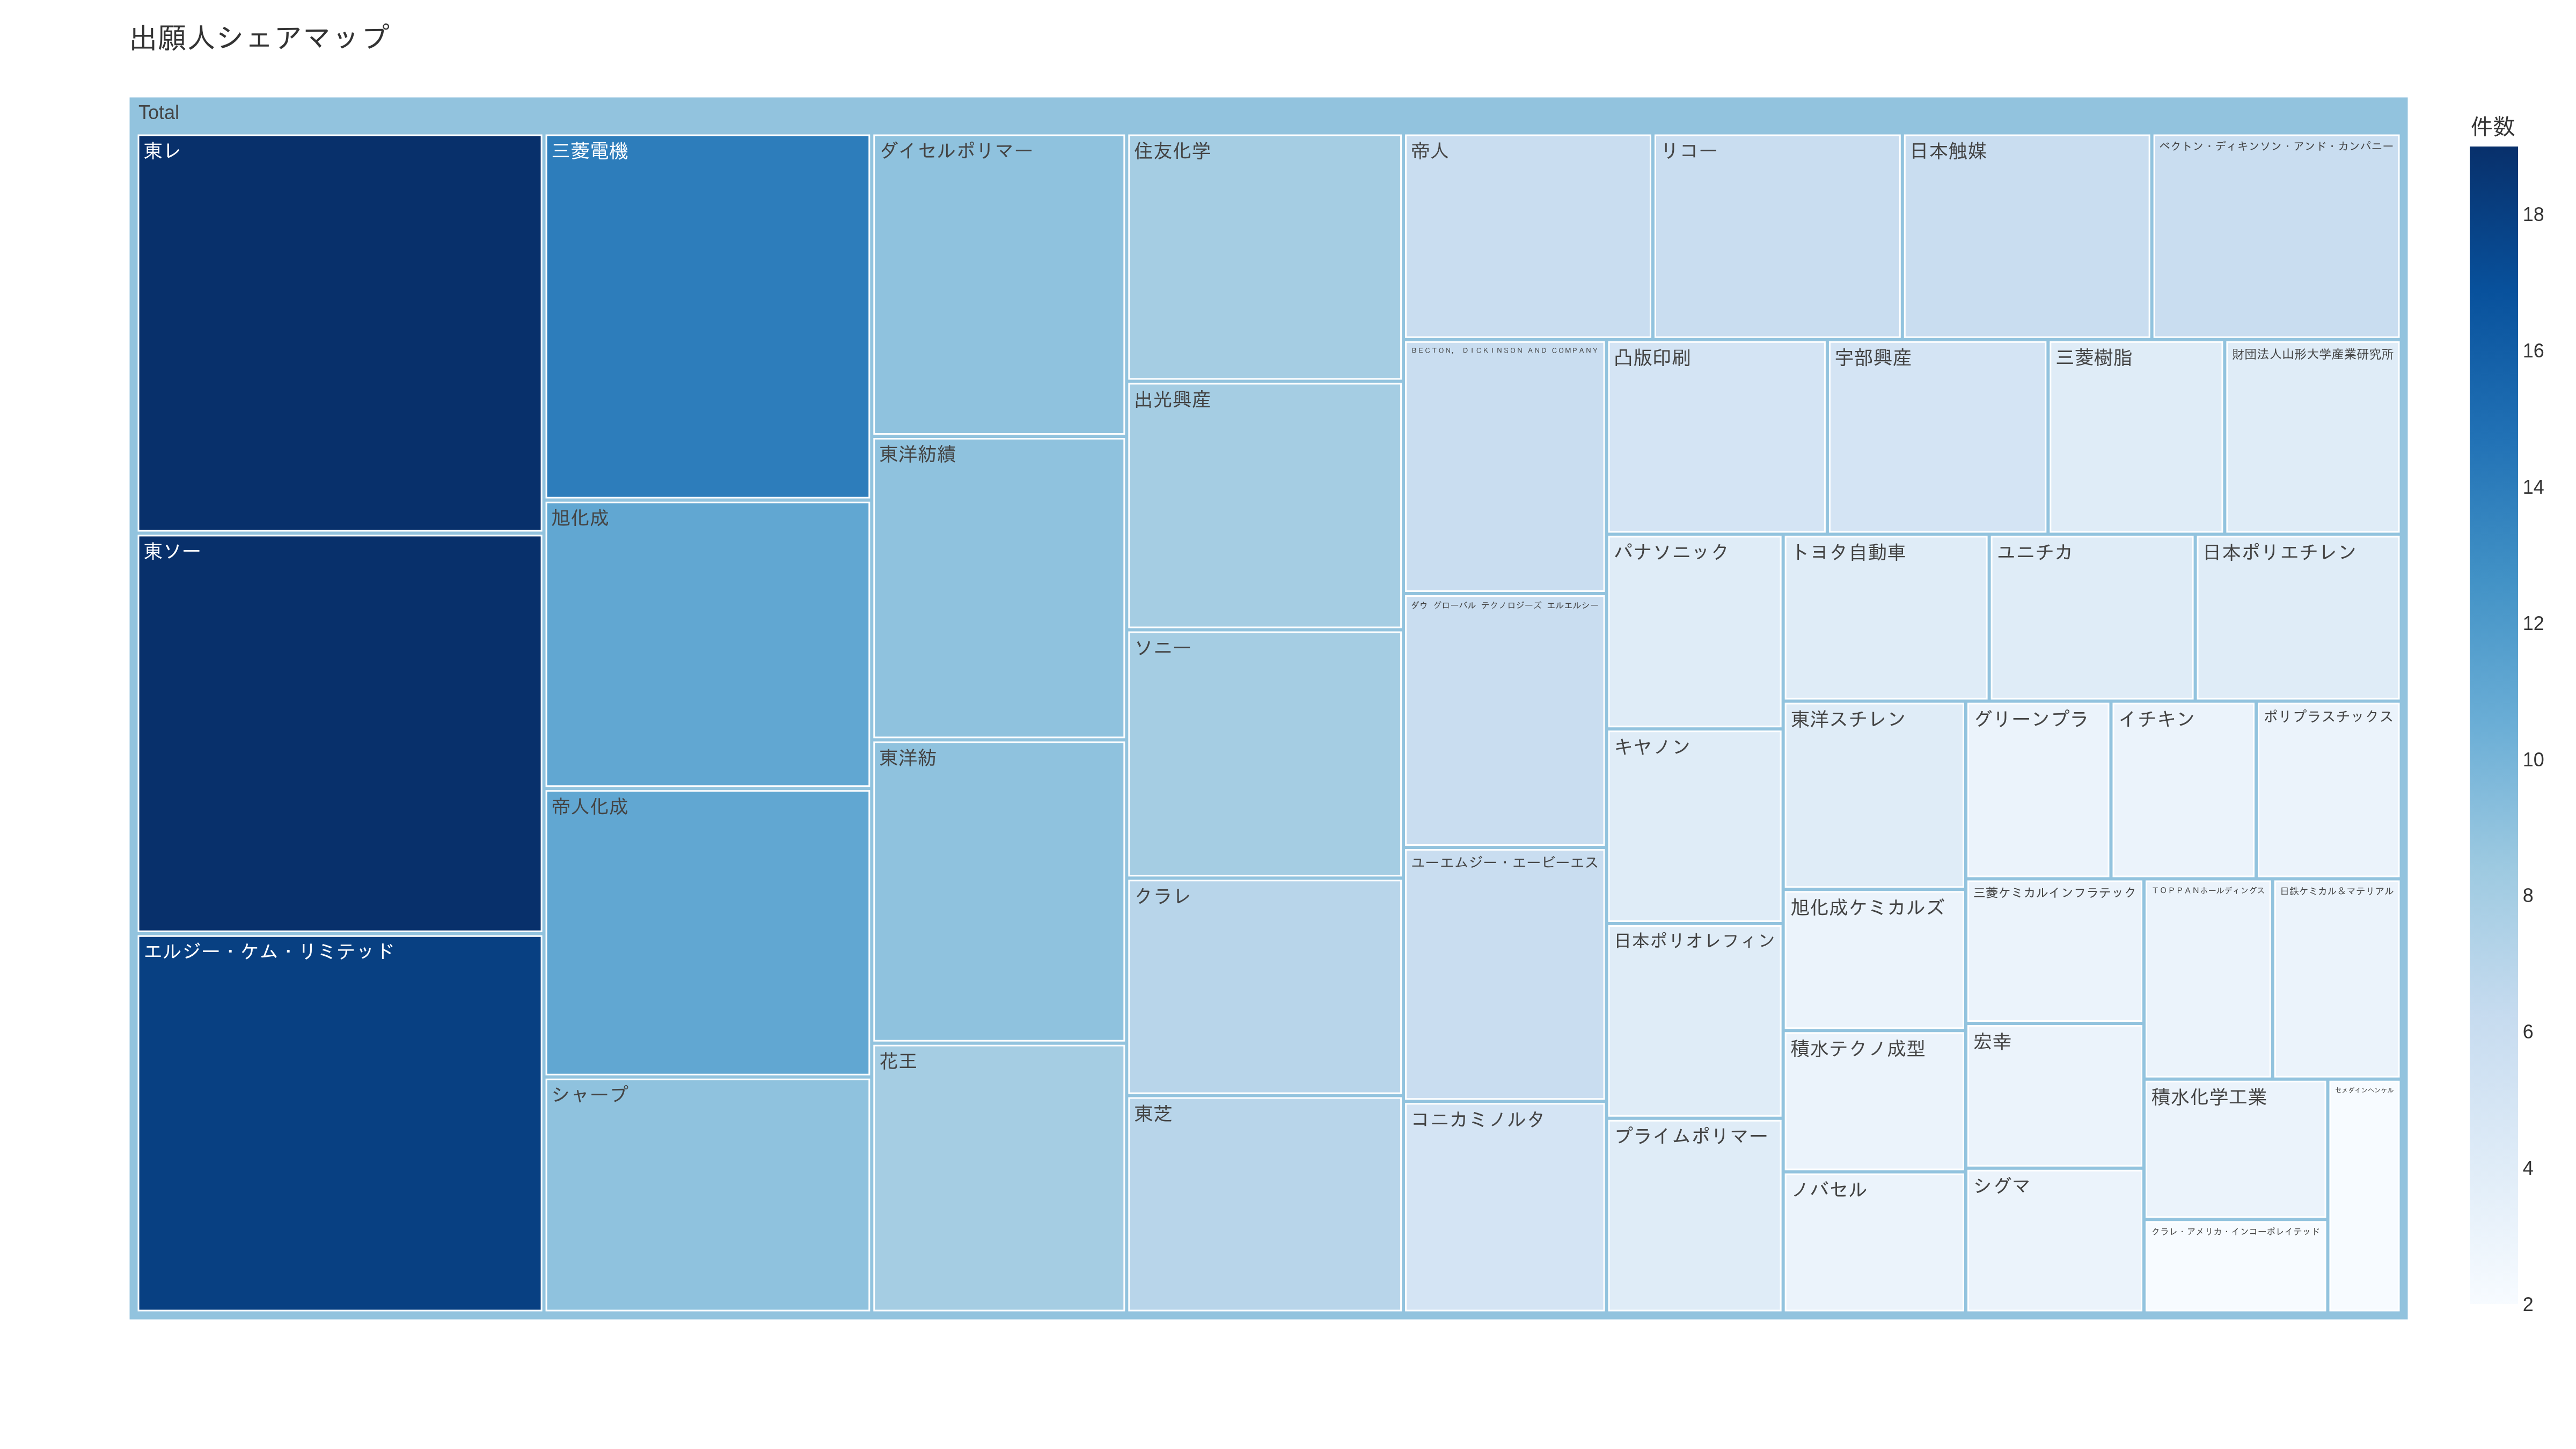 出願人シェアマップ
Total
東レ
東ソー
エルジー・ケム・リミテッド
三菱電機
旭化成
帝人化成
シャープ
ダイセルポリマー
東洋紡績
東洋紡
花王
住友化学
出光興産
ソニー
クラレ
東芝
帝人
リコー
日本触媒
ベクトン・ディキンソン・アンド・カンパニー
ＢＥＣＴＯＮ， ＤＩＣＫＩＮＳＯＮ ＡＮＤ ＣＯＭＰＡＮＹ
ダウ グローバル テクノロジーズ エルエルシー
ユーエムジー・エービーエス
コニカミノルタ
凸版印刷
宇部興産
三菱樹脂
財団法人山形大学産業研究所
パナソニック
キヤノン
日本ポリオレフィン
プライムポリマー
トヨタ自動車
ユニチカ
日本ポリエチレン
東洋スチレン
旭化成ケミカルズ
積水テクノ成型
ノバセル
グリーンプラ
イチキン
ポリプラスチックス
三菱ケミカルインフラテック
宏幸
シグマ
ＴＯＰＰＡＮホールディングス
日鉄ケミカル＆マテリアル
積水化学工業
クラレ・アメリカ・インコーポレイテッド
セメダインヘンケル
件数
18
16
14
12
10
8
6
4
2